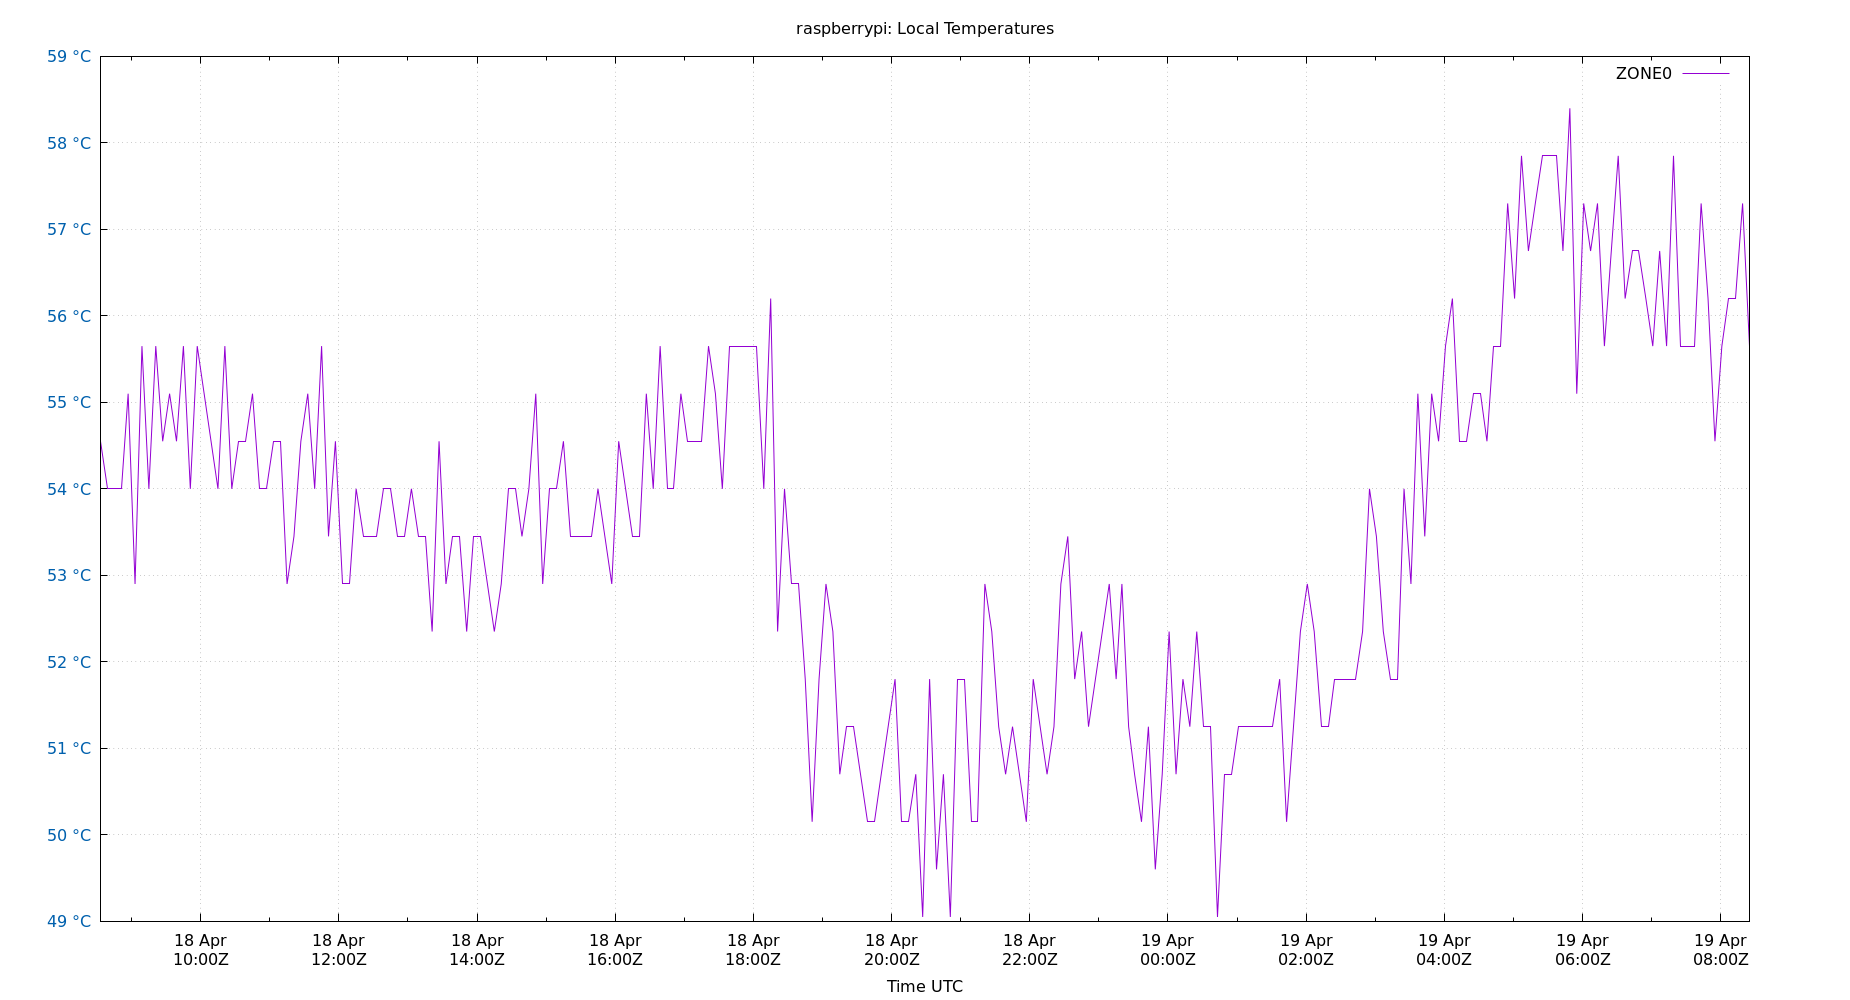 raspberrypi: Local Temperatures
59 °C
ZONE0
58 °C
57 °C
56 °C
55 °C
54 °C
53 °C
52 °C
51 °C
50 °C
49 °C
18 Apr 18 Apr 18 Apr 18 Apr 18 Apr 18 Apr 18 Apr 19 Apr 19 Apr 19 Apr 19 Apr 19 Apr
10:00Z 12:00Z 14:00Z 16:00Z 18:00Z 20:00Z 22:00Z 00:00Z 02:00Z 04:00Z 06:00Z 08:00Z
Time UTC